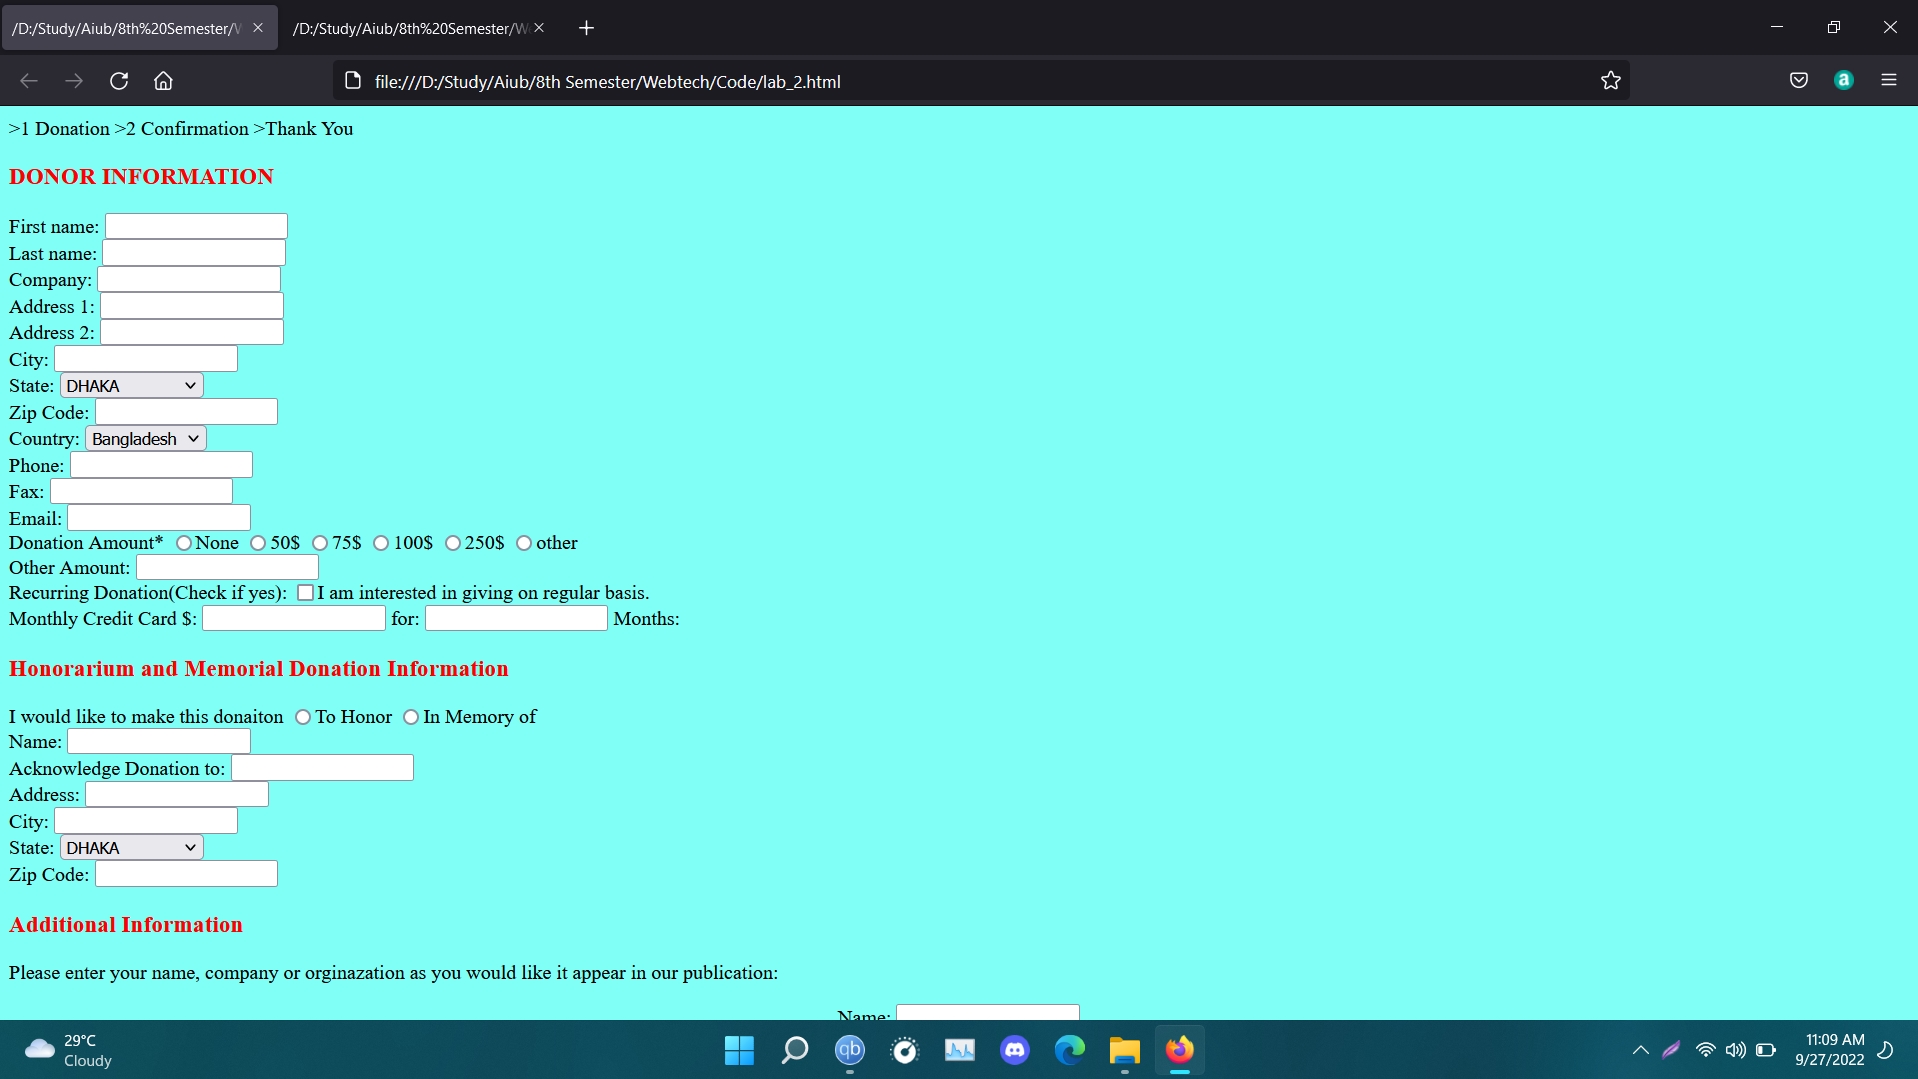 /D:/Study/Aiub/8th%20Semester/W
/D:/Study/Aiub/8th%20Semester/We
file:///D:/Study/Aiub/8th Semester/Webtech/Code/lab_2.html
a
>1 Donation >2 Confirmation >Thank You
DONOR INFORMATION
First name:
Last name:
Company:
Address 1:
Address 2:
City:
State: DHAKA
Zip Code:
Country: Bangladesh
Phone:
Fax:
Email:
Donation Amount* None 50$ 75$ 100$ 250$ other
Other Amount:
Recurring Donation(Check if yes): I am interested in giving on regular basis.
Monthly Credit Card $: for: Months:
Honorarium and Memorial Donation Information
I would like to make this donaiton To Honor In Memory of
Name:
Acknowledge Donation to:
Address:
City:
State: DHAKA
Zip Code:
Additional Information
Please enter your name, company or orginazation as you would like it appear in our publication:
Name:
29°C
Cloudy
qb
11:09 AM
9/27/2022